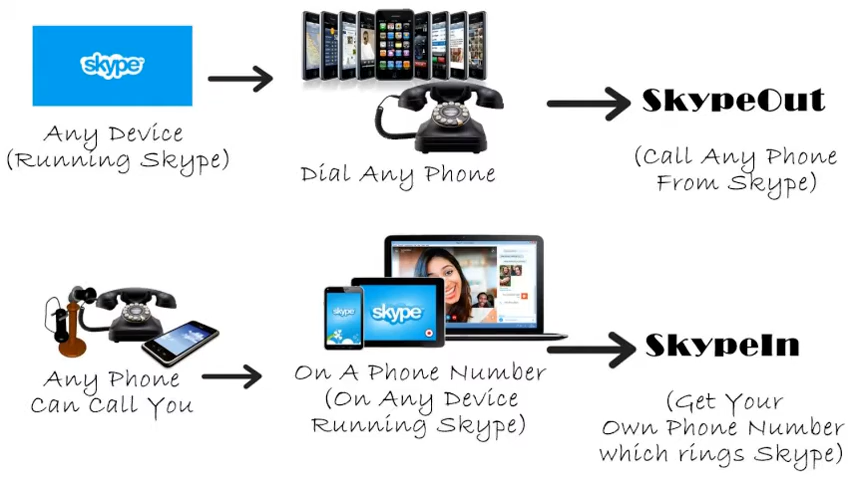 skype
Any Device
(Running Skype)
Dial Any Phone
SkypeOut
(Call Any Phone
From Skype)
Any Phone
Can Call You
skype
skype
On A Phone Number
(On Any Device
Running Skype)
SkypeIn
(Get Your
Own Phone Number
which rings Skype)